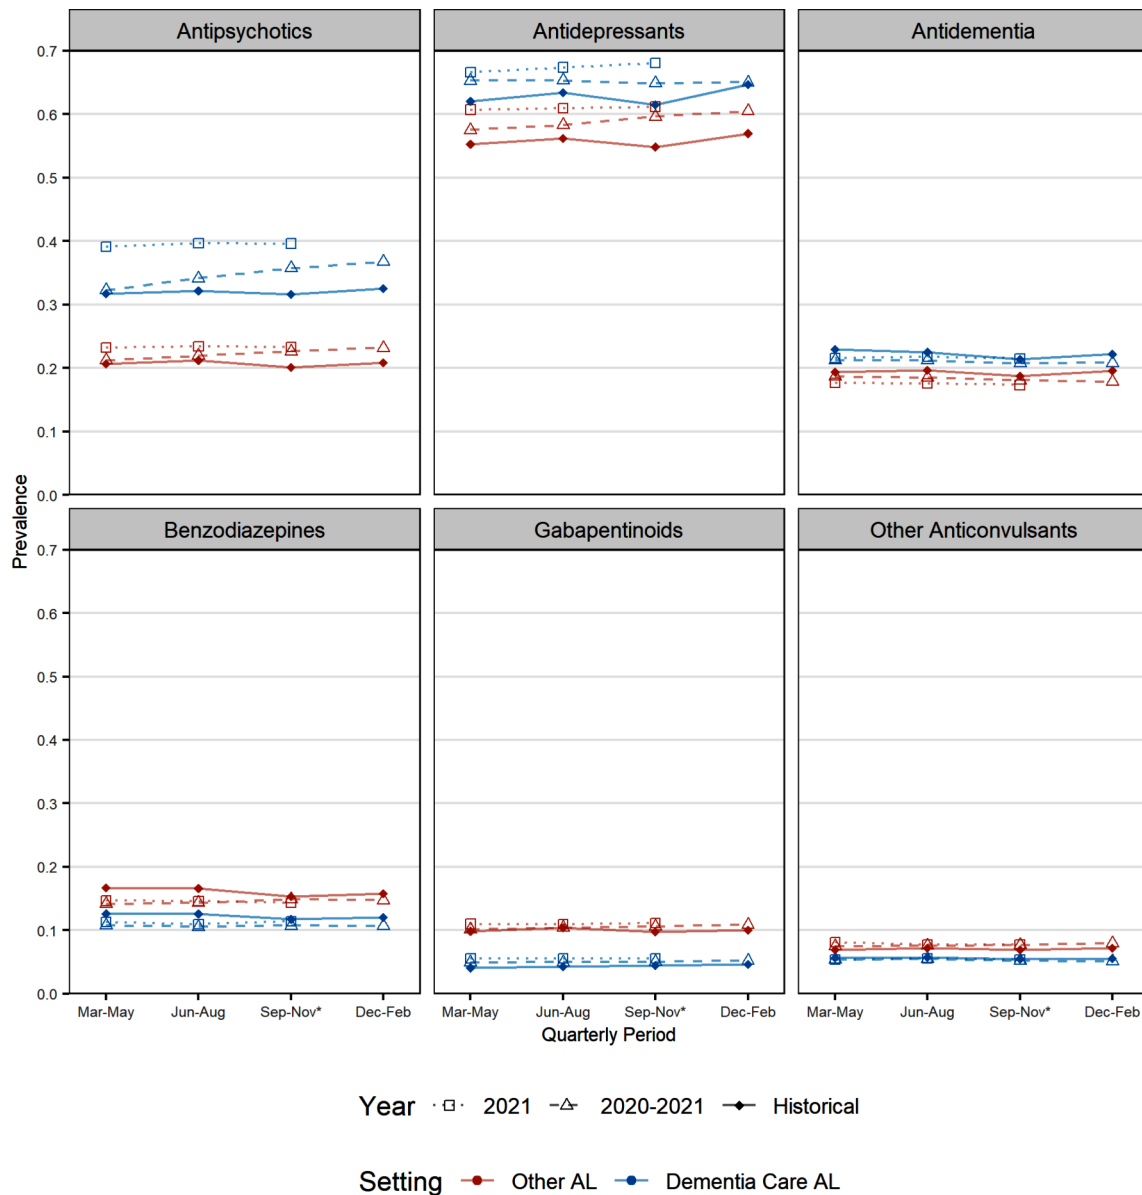 Antipsychotics Antidepressants Antidementia
0.7
0.6
0.5
0.4
0.3
0.2
0.1
0.0
Prevalence
Benzodiazepines Gabapentinoids Other Anticonvulsants
0.7
0.6
0.5
0.4
0.3
0.2
0.1
0.0
Mar-May Jun-Aug Sep-Nov* Dec-Feb Mar-May Jun-Aug Sep-Nov* Dec-Feb Mar-May Jun-Aug Sep-Nov* Dec-Feb
Quarterly Period
Year 2021 2020-2021 Historical
Setting Other AL Dementia Care AL